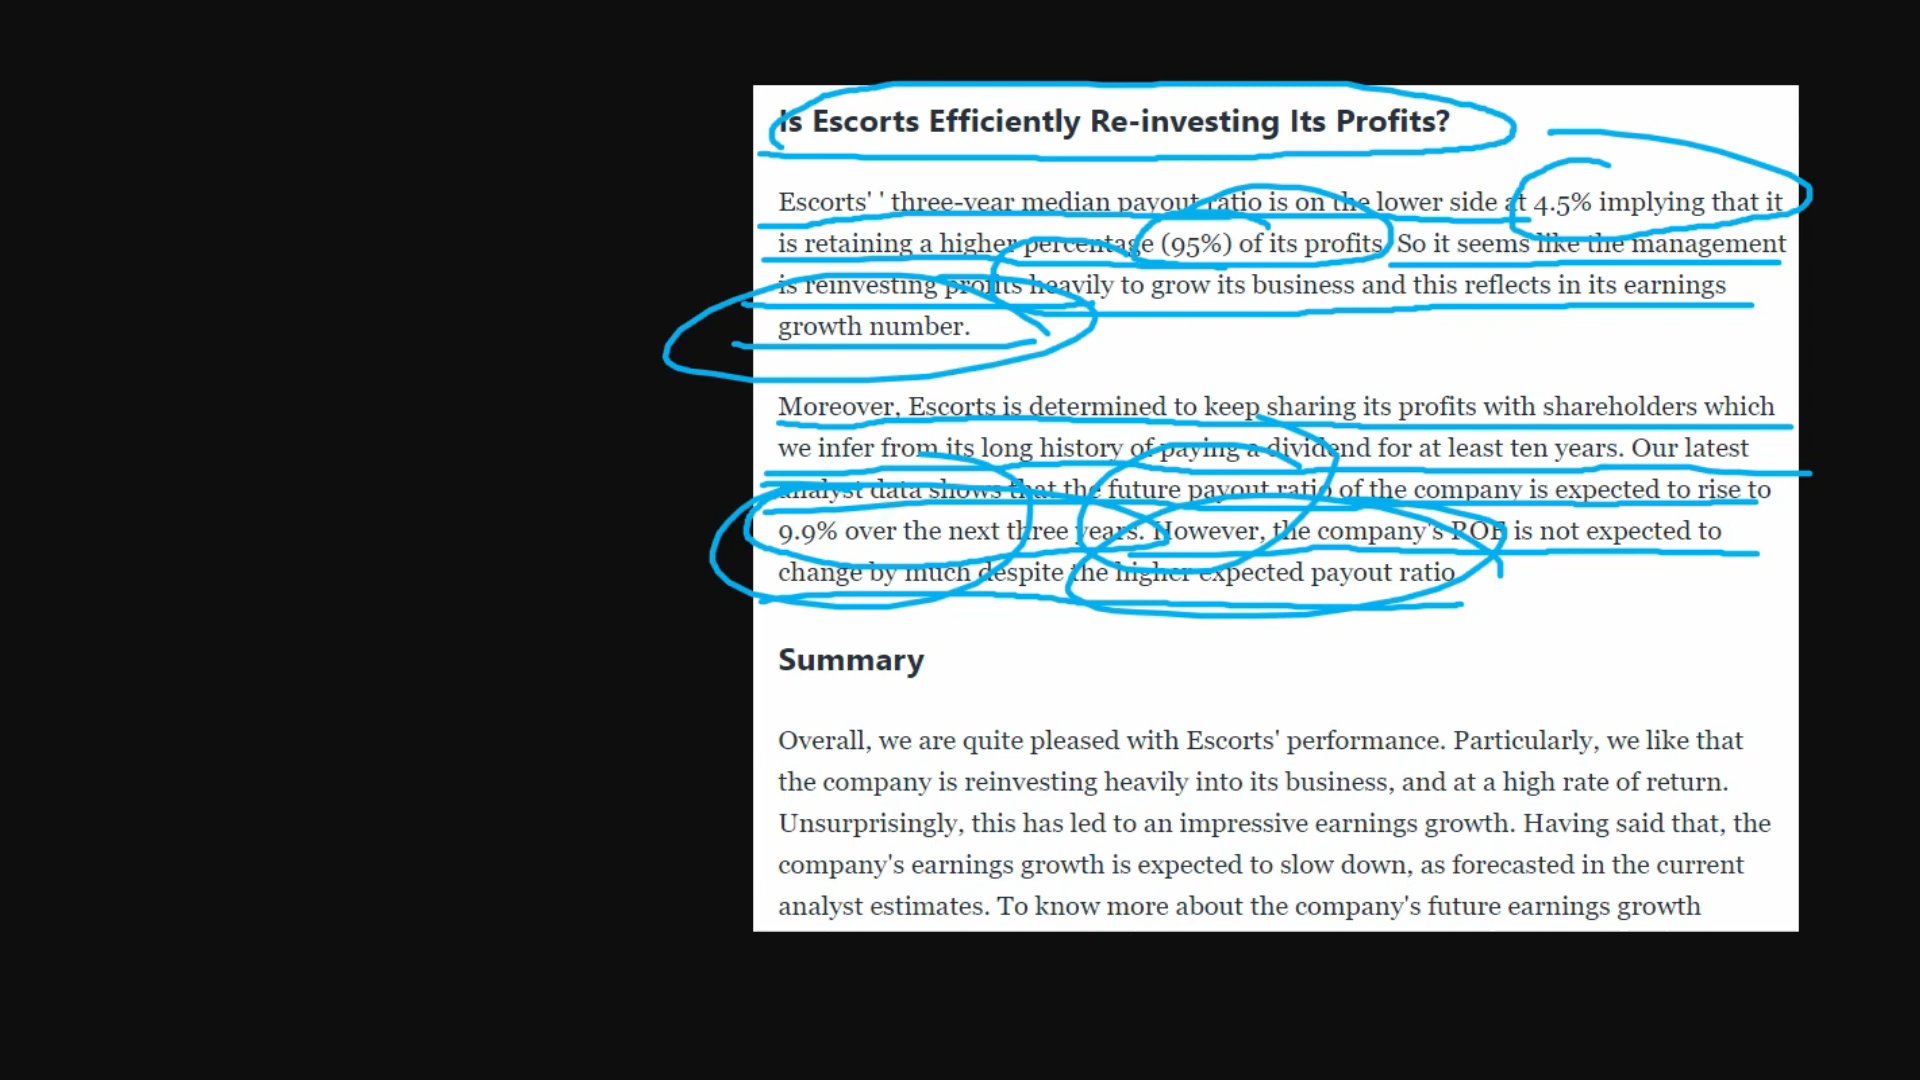 Is Escorts Efficiently Re-investing Its Profits?
Escorts' ' three-year median payout ratio is on the lower side at 4.5% implying that it
is retaining a higher percentage (95%) of its profits. So it seems like the management
is reinvesting profits heavily to grow its business and this reflects in its earnings
growth number.
Moreover, Escorts is determined to keep sharing its profits with shareholders which
we infer from its long history of paying a dividend for at least ten years. Our latest
analyst data shows that the future payout ratio of the company is expected to rise to
9.9% over the next three years. However, the company's ROE is not expected to
change by much despite the higher expected payout ratio.
Summary
Overall, we are quite pleased with Escorts' performance. Particularly, we like that
the company is reinvesting heavily into its business, and at a high rate of return.
Unsurprisingly, this has led to an impressive earnings growth. Having said that, the
company's earnings growth is expected to slow down, as forecasted in the current
analyst estimates. To know more about the company's future earnings growth